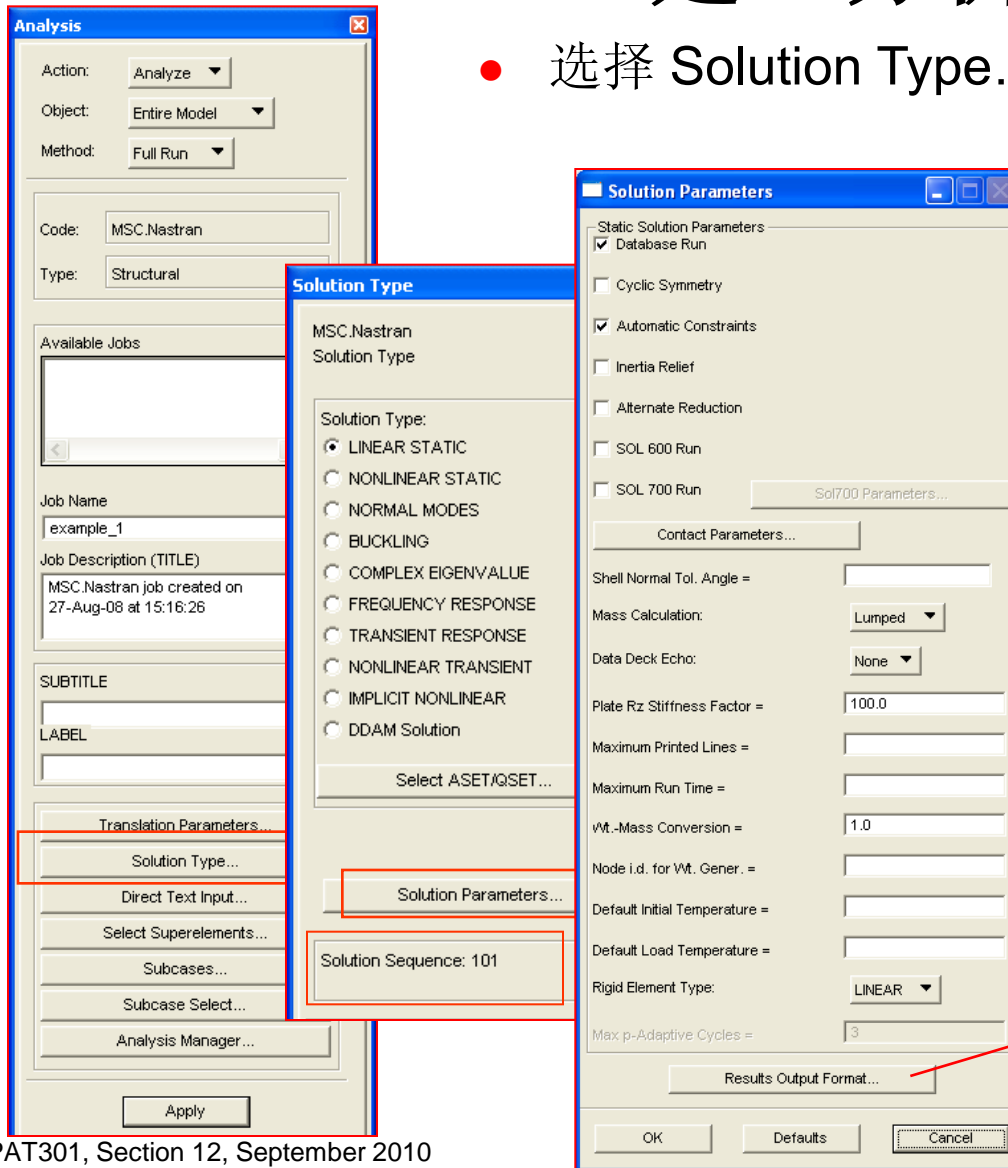 选择 Solution Type.
Analysis
Action: Analyze
Object: Entire Model
Method: Full Run
Code: MSC.Nastran
Type: Structural
Available Jobs
Job Name
example_1
Job Description (TITLE)
MSC.Nastran job created on
27-Aug-08 at 15:16:26
SUBTITLE
LABEL
Translation Parameters...
Solution Type...
Direct Text Input...
Select Superelements...
Subcases...
Subcase Select...
Analysis Manager...
Apply
Solution Type
MSC.Nastran
Solution Type
Solution Type:
LINEAR STATIC
NONLINEAR STATIC
NORMAL MODES
BUCKLING
COMPLEX EIGENVALUE
FREQUENCY RESPONSE
TRANSIENT RESPONSE
NONLINEAR TRANSIENT
IMPLICIT NONLINEAR
DDAM Solution
Select ASET/QSET...
Solution Parameters...
Solution Sequence: 101
Solution Parameters
Static Solution Parameters
Database Run
Cyclic Symmetry
Automatic Constraints
Inertia Relief
Alternate Reduction
SOL 600 Run
SOL 700 Run Sol700 Parameters...
Contact Parameters...
Shell Normal Tol. Angle =
Mass Calculation: Lumped
Data Deck Echo: None
Plate Rz Stiffness Factor = 100.0
Maximum Printed Lines =
Maximum Run Time =
Wt.-Mass Conversion = 1.0
Node i.d. for Wt. Gener. =
Default Initial Temperature =
Default Load Temperature =
Rigid Element Type: LINEAR
Max p-Adaptive Cycles = 3
Results Output Format...
OK Defaults Cancel
PAT301, Section 12, September 2010